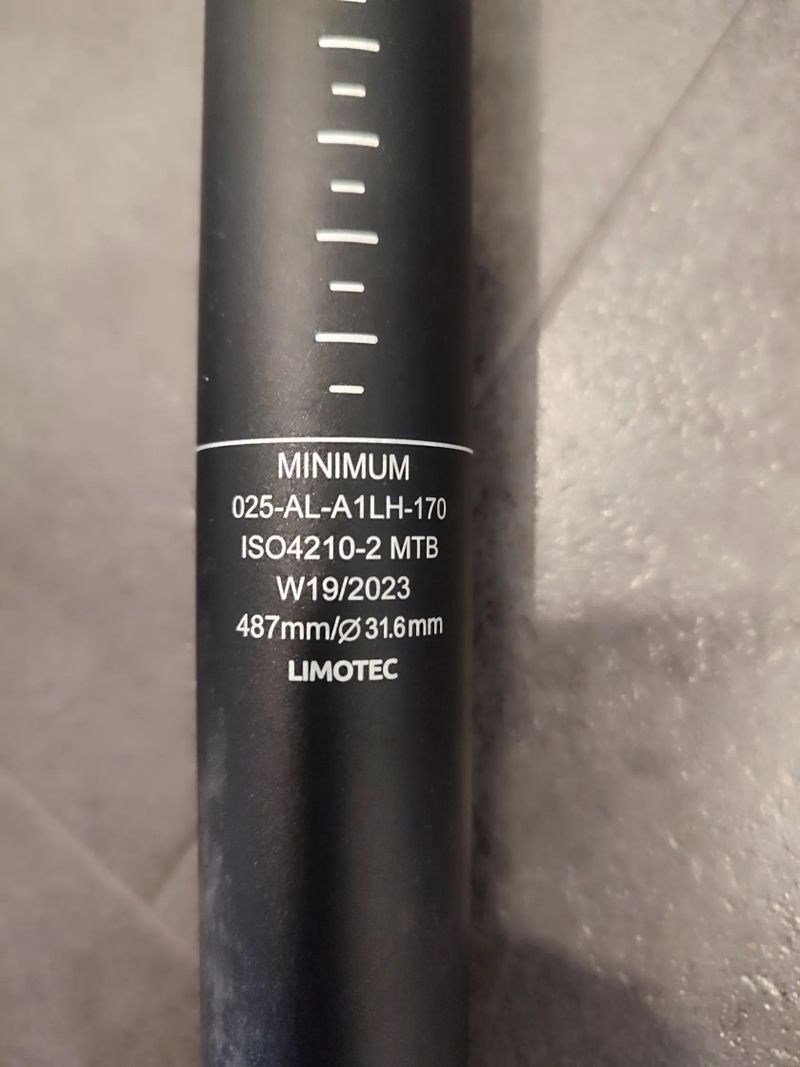 MINIMUM
025-AL-A1LH-170
ISO4210-2 MTB
W19/2023
487mm/Ø31.6mm
LIMOTEC